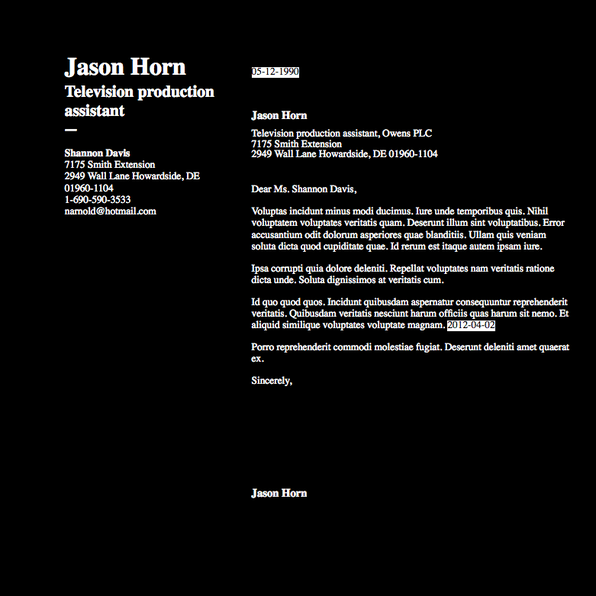 Jason Horn
Television production
assistant
—
Shannon Davis
7175 Smith Extension
2949 Wall Lane Howardside, DE
01960-1104
1-690-590-3533
narnold@hotmail.com
05-12-1990
Jason Horn
Television production assistant, Owens PLC
7175 Smith Extension
2949 Wall Lane Howardside, DE 01960-1104
Dear Ms. Shannon Davis,
Voluptas incidunt minus modi ducimus. Iure unde temporibus quis. Nihil
voluptatem voluptates veritatis quam. Deserunt illum sint voluptatibus. Error
accusantium odit dolorum asperiores quae blanditiis. Ullam quis veniam
soluta dicta quod cupiditate quae. Id rerum est itaque autem ipsam iure.
Ipsa corrupti quia dolore deleniti. Repellat voluptates nam veritatis ratione
dicta unde. Soluta dignissimos at veritatis cum.
Id quo quod quos. Incidunt quibusdam aspernatur consequuntur reprehenderit
veritatis. Quibusdam veritatis nesciunt harum officiis quas harum sit nemo. Et
aliquid similique voluptates voluptate magnam. 2012-04-02
Porro reprehenderit commodi molestiae fugiat. Deserunt deleniti amet quaerat
ex.
Sincerely,
Jason Horn